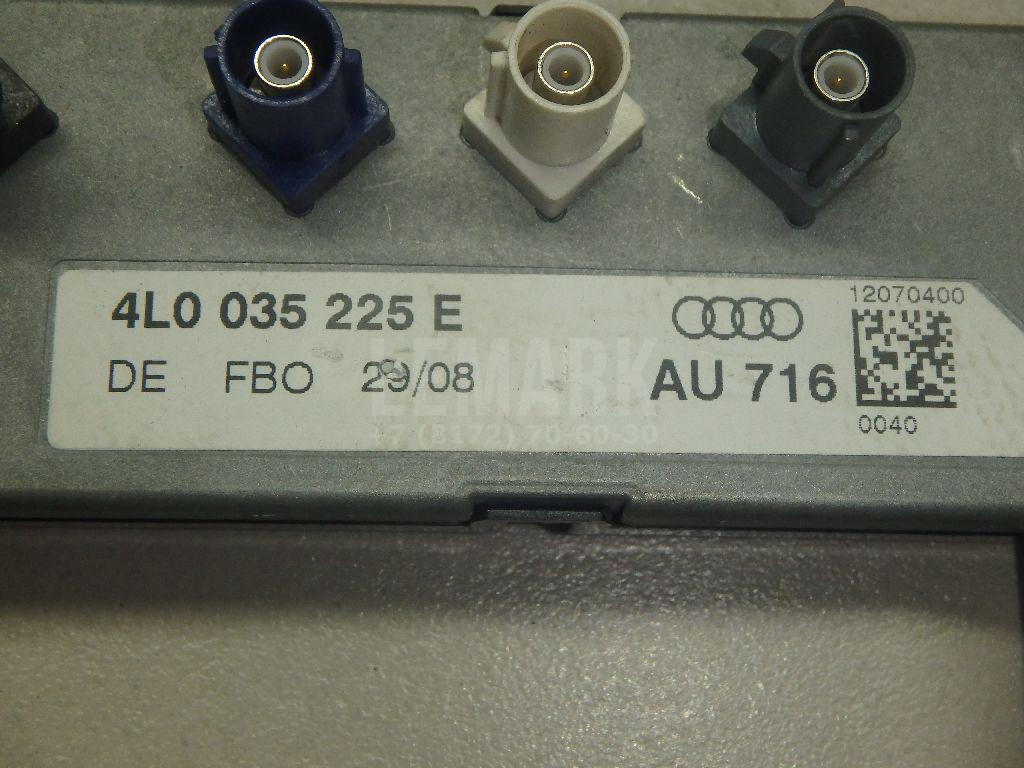 4L0 035 225 E
12070400
DE FBO 29/08
AU 716
0040
LEMARK
+7 (8172) 70-60-30